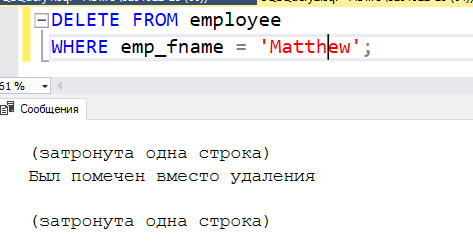 DELETE FROM employee
WHERE emp_fname = 'Matthew';
61 %
Сообщения
(затронута одна строка)
Был помечен вместо удаления
(затронута одна строка)